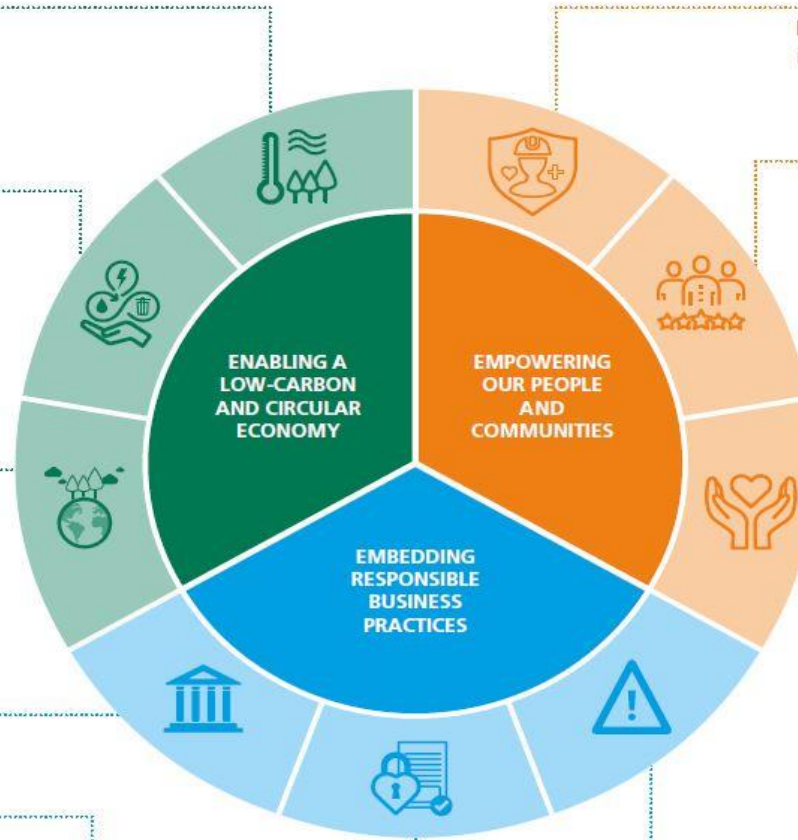 ENABLING A
LOW-CARBON
AND CIRCULAR
ECONOMY
EMPOWERING
OUR PEOPLE
AND
COMMUNITIES
EMBEDDING
RESPONSIBLE
BUSINESS
PRACTICES